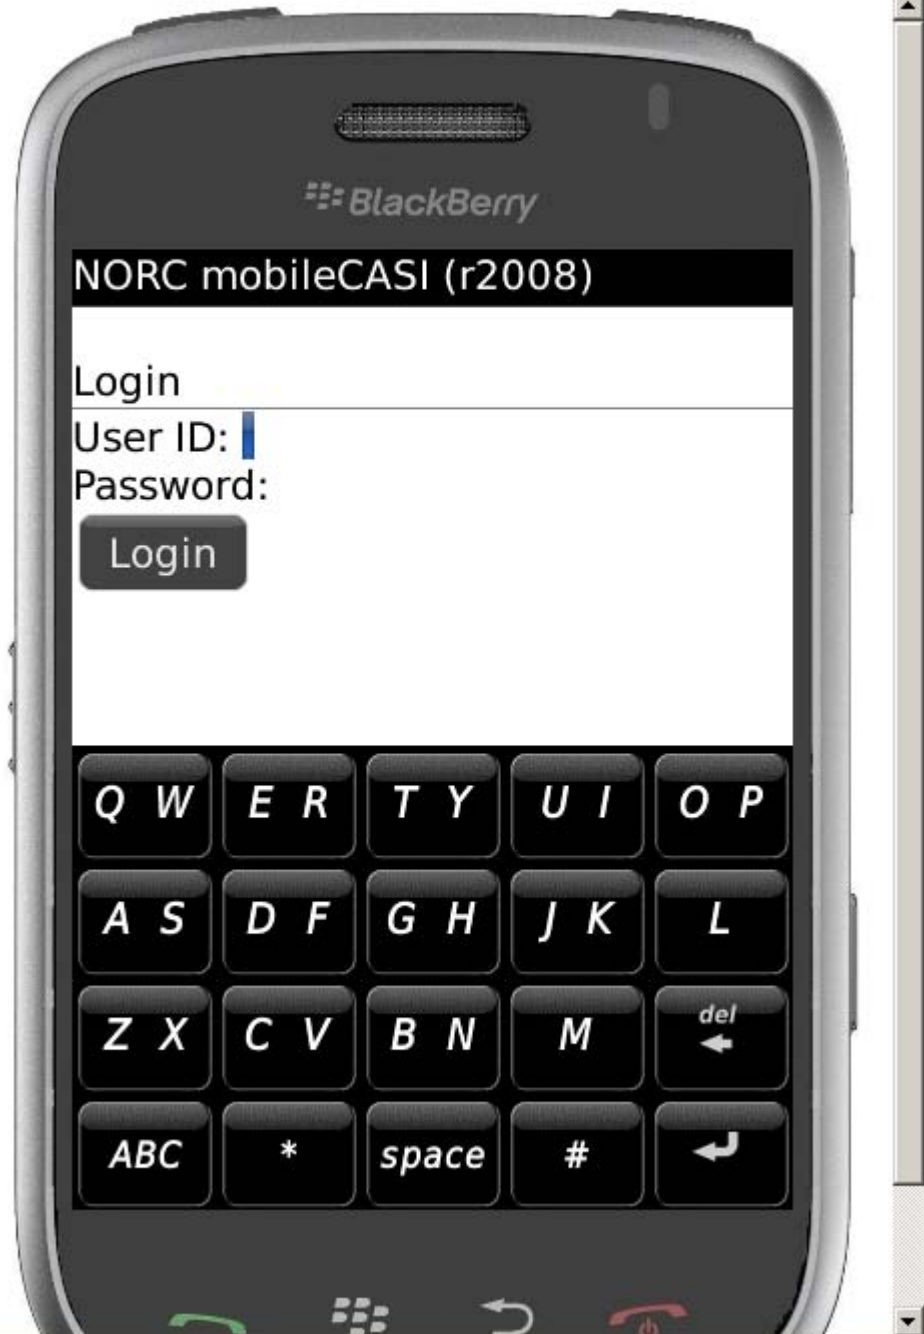 BlackBerry
NORC mobileCASI (r2008)
Login
User ID:
Password:
Login
Q W E R T Y U I O P
A S D F G H J K L
Z X C V B N M del
ABC * space #